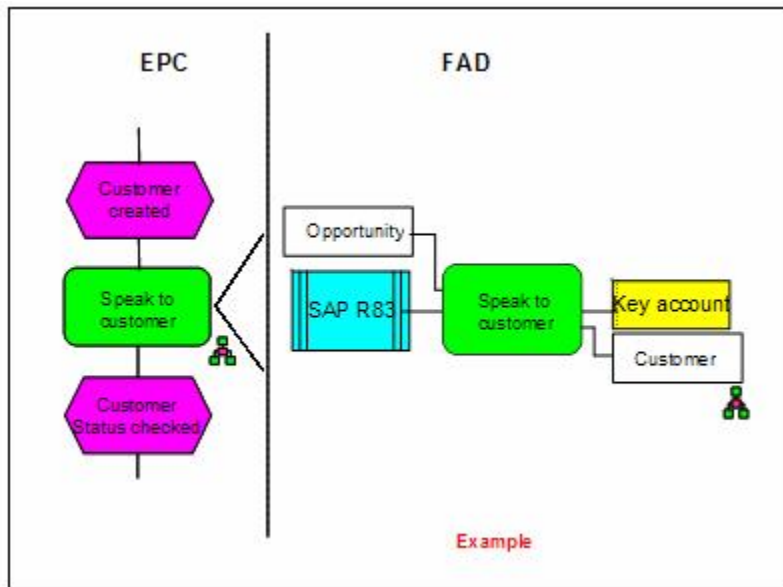 EPC
FAD
Customer
created
Speak to
customer
Customer
Status checked
Opportunity
SAP R83
Speak to
customer
Key account
Customer
Example